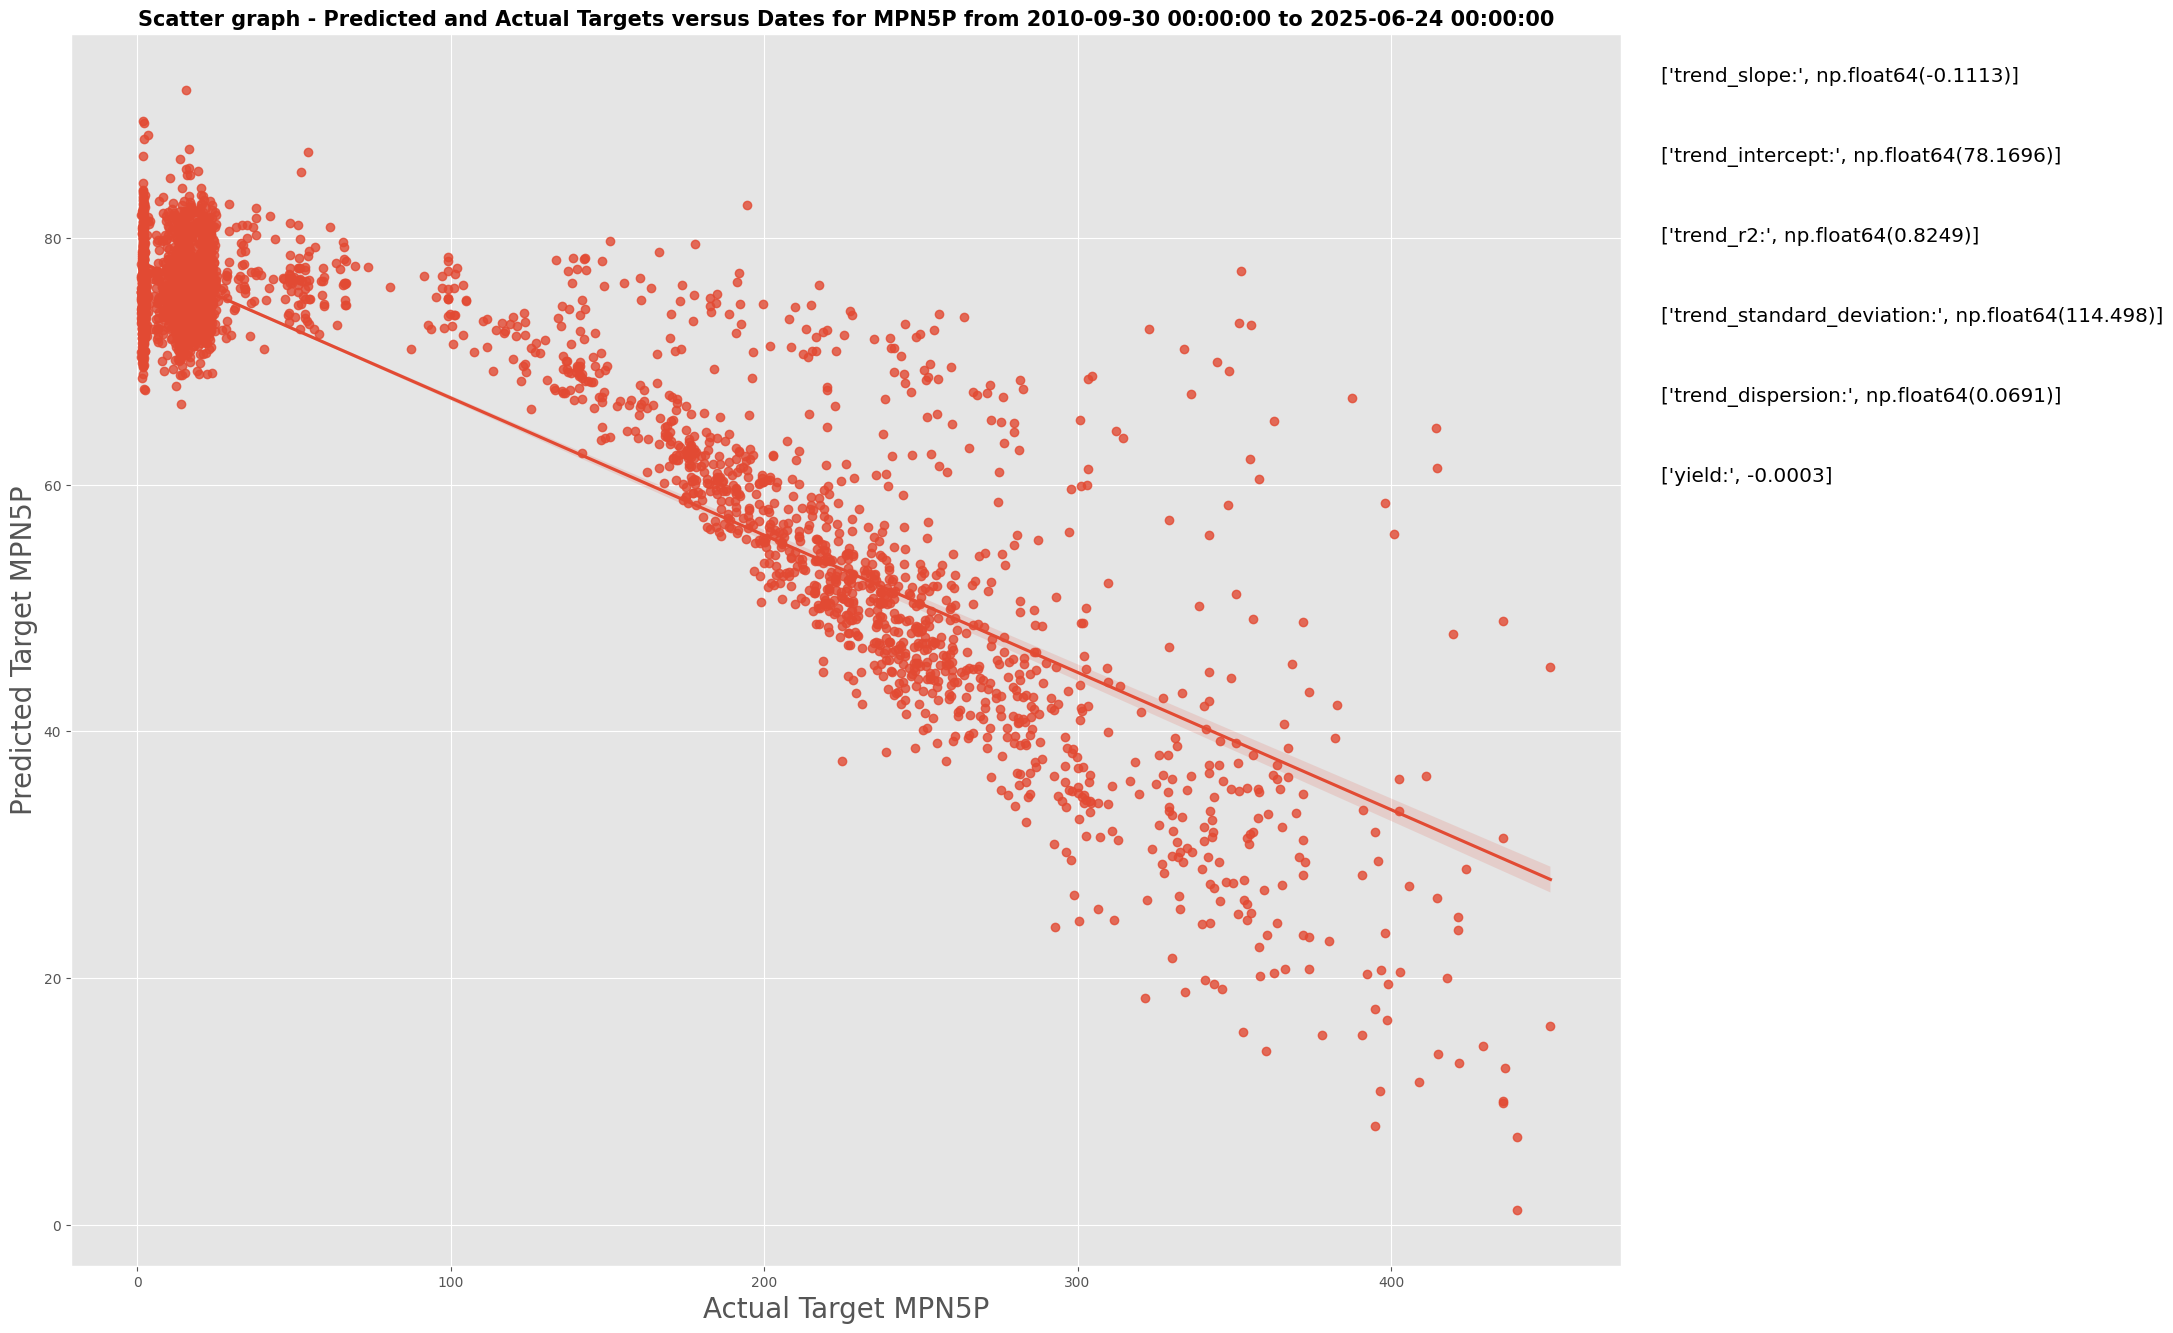 Scatter graph - Predicted and Actual Targets versus Dates for MPN5P from 2010-09-30 00:00:00 to 2025-06-24 00:00:00
['trend_slope:', np.float64(-0.1113)]
['trend_intercept:', np.float64(78.1696)]
['trend_r2:', np.float64(0.8249)]
['trend_standard_deviation:', np.float64(114.498)]
['trend_dispersion:', np.float64(0.0691)]
['yield:', -0.0003]
Predicted Target MPN5P
80
60
40
20
0
0 100 200 300 400
Actual Target MPN5P